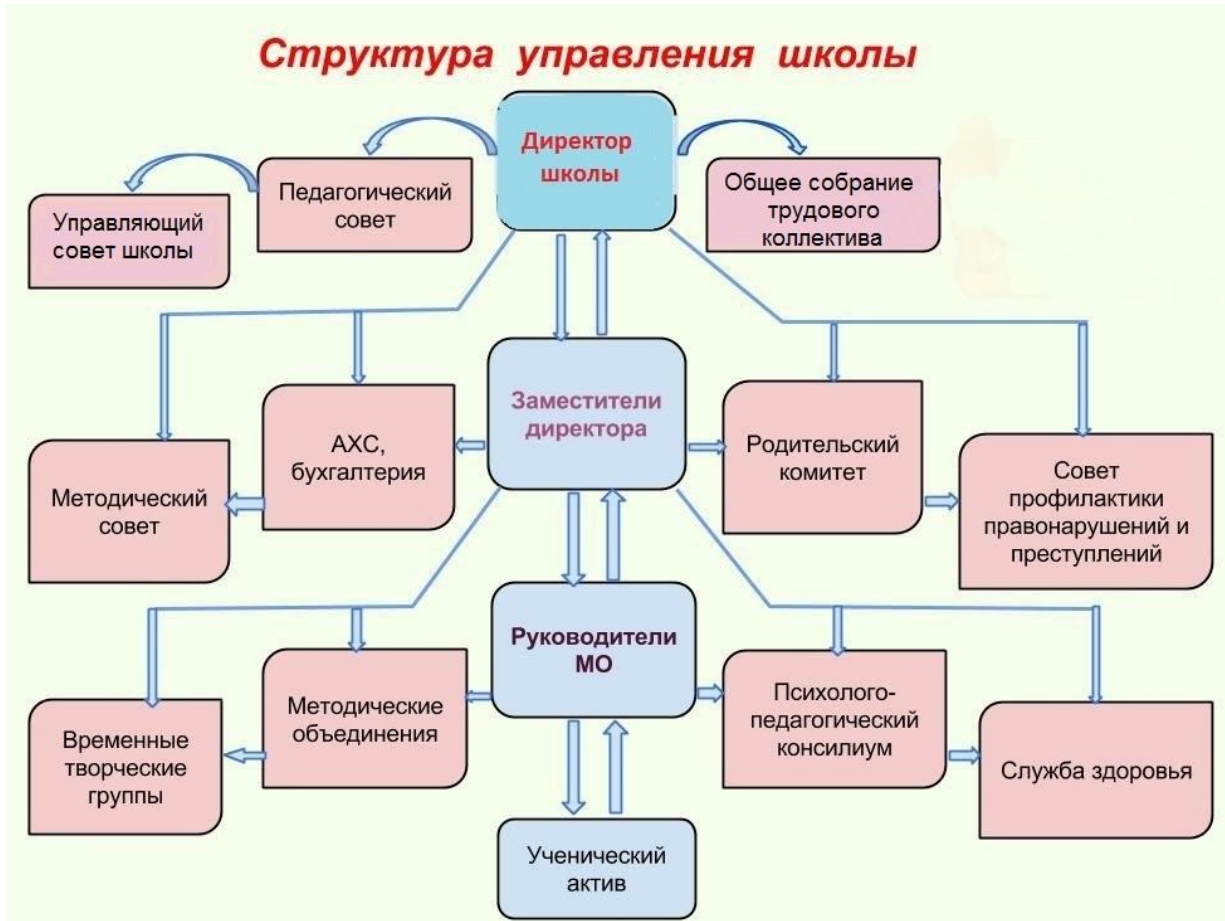 Структура управления школы
Директор
школы
Педагогический
совет
Управляющий
совет школы
Общее собрание
трудового
коллектива
Заместители
директора
АХС,
бухгалтерия
Методический
совет
Родительский
комитет
Совет
профилактики
правонарушений и
преступлений
Руководители
МО
Методические
объединения
Временные
творческие
группы
Психолого-
педагогический
консилиум
Служба здоровья
Ученический
актив